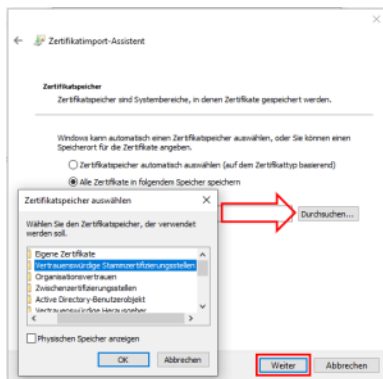 Zertifikatimport-Assistent
Zertifikatspeicher
Zertifikatspeicher sind Systembereiche, in denen Zertifikate gespeichert werden.
Windows kann automatisch einen Zertifikatspeicher auswählen, oder Sie können einen
Speicherort für die Zertifikate angeben.
Zertifikatspeicher automatisch auswählen (auf dem Zertifikattyp basierend)
Alle Zertifikate in folgendem Speicher speichern
Durchsuchen...
Zertifikatspeicher auswählen
Wählen Sie den Zertifikatspeicher, der verwendet
werden soll.
Eigene Zertifikate
Vertrauenswürdige Stammzertifizierungsstellen
Organisationsvertrauen
Zwischenzertifizierungsstellen
Active Directory-Benutzerobjekt
Vertrauenswürdige Herausgeber
Physischen Speicher anzeigen
OK
Abbrechen
Weiter
Abbrechen